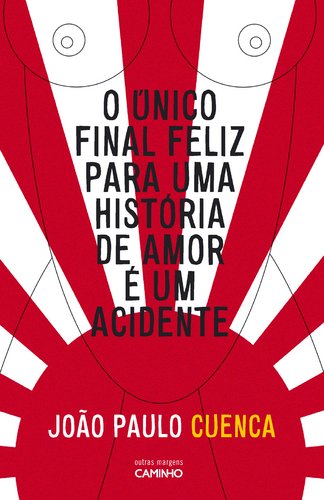 O ÚNICO
FINAL FELIZ
PARA UMA
HISTÓRIA
DE AMOR
É UM
ACIDENTE
JOÃO PAULO CUENCA
outras margens
CAMINHO